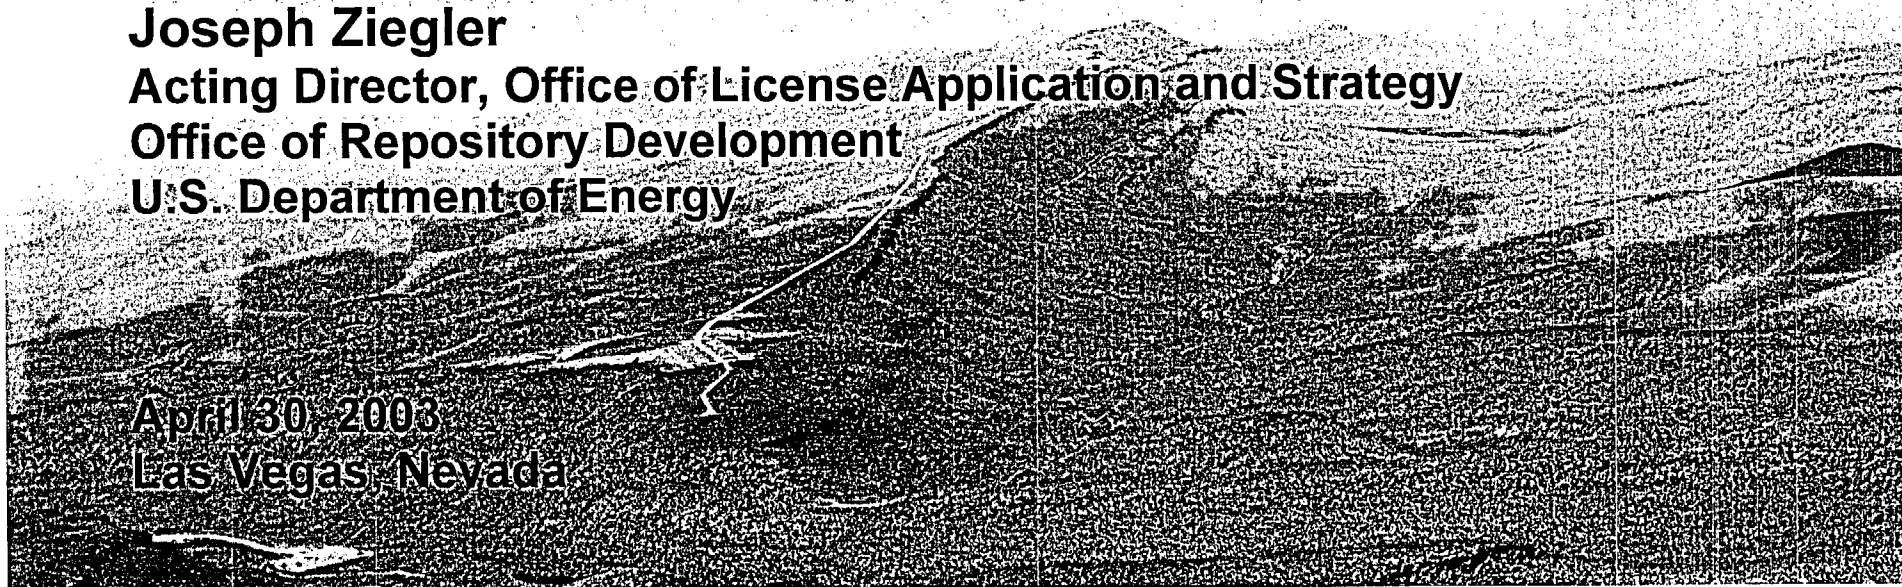 Joseph Ziegler
Acting Director, Office of License Application and Strategy
Office of Repository Development
U.S. Department of Energy
April 30, 2003
Las Vegas, Nevada